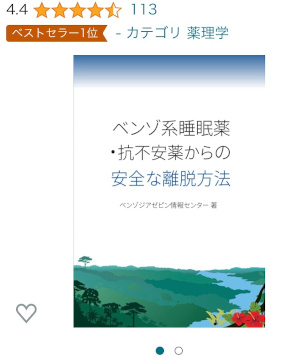 4.4 113
ベストセラー1位 - カテゴリ 薬理学
ベンゾ系睡眠薬
・抗不安薬からの
安全な離脱方法
ベンゾジアゼピン情報センター 著